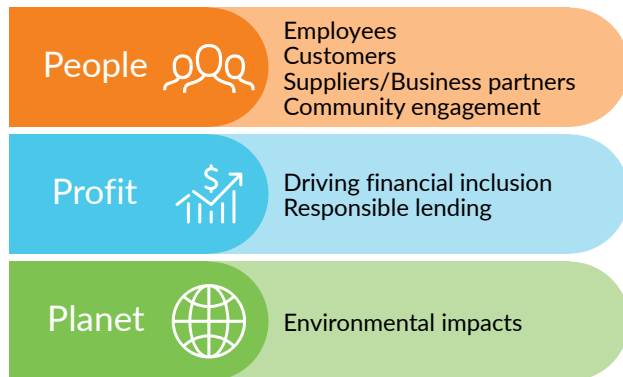 People
Employees
Customers
Suppliers/Business partners
Community engagement
Profit
$
Driving financial inclusion
Responsible lending
Planet
Environmental impacts